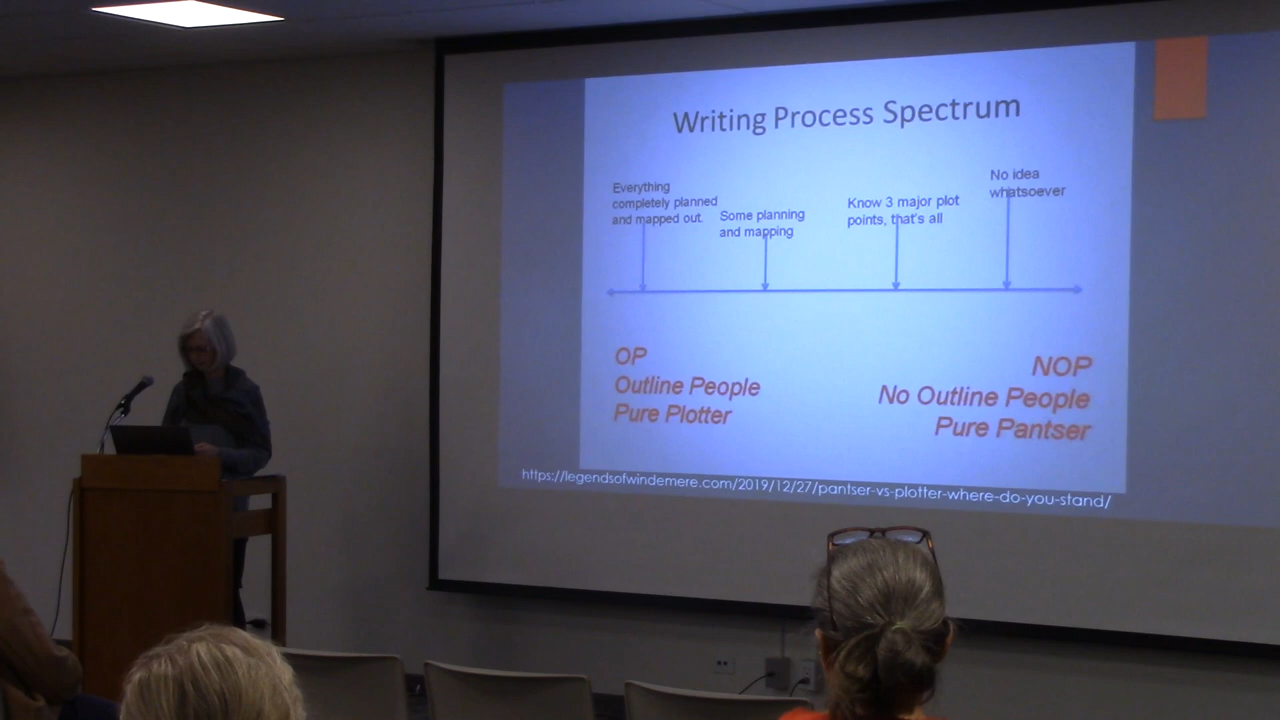 Writing Process Spectrum
Everything
completely planned
and mapped out.
Some planning
and mapping
Know 3 major plot
points, that's all
No idea
whatsoever
OP
Outline People
Pure Plotter
NOP
No Outline People
Pure Pantser
https://legendsofwindemere.com/2019/12/27/pantser-vs-plotter-where-do-you-stand/